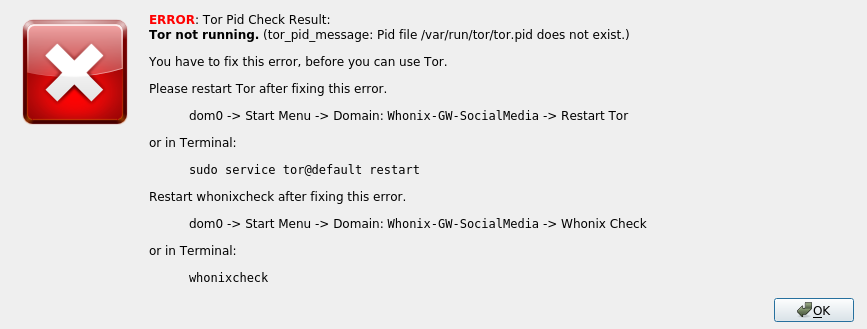 ERROR: Tor Pid Check Result:
Tor not running. (tor_pid_message: Pid file /var/run/tor/tor.pid does not exist.)
You have to fix this error, before you can use Tor.
Please restart Tor after fixing this error.
dom0 -> Start Menu -> Domain: Whonix-GW-SocialMedia -> Restart Tor
or in Terminal:
sudo service tor@default restart
Restart whonixcheck after fixing this error.
dom0 -> Start Menu -> Domain: Whonix-GW-SocialMedia -> Whonix Check
or in Terminal:
whonixcheck
OK